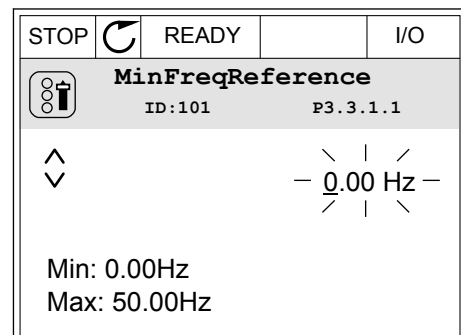 STOP READY I/O
MinFreqReference
ID:101 P3.3.1.1
0.00 Hz
Min: 0.00Hz
Max: 50.00Hz